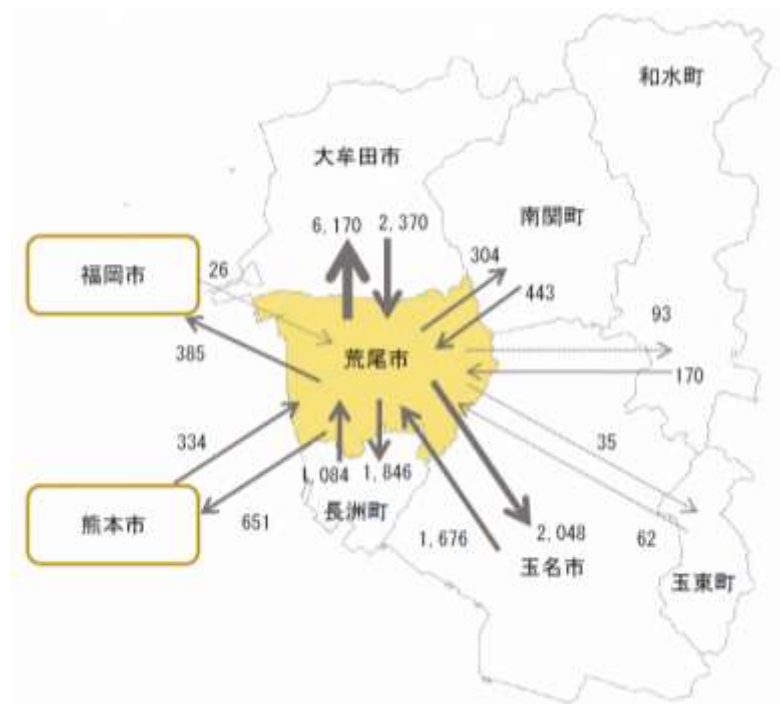 和水町
大牟田市
南関町
6,170
2,370
304
福岡市
26
443
93
385
荒尾市
170
334
35
1,084
1,846
熊本市
651
長洲町
1,676
2,048
62
玉名市
玉東町